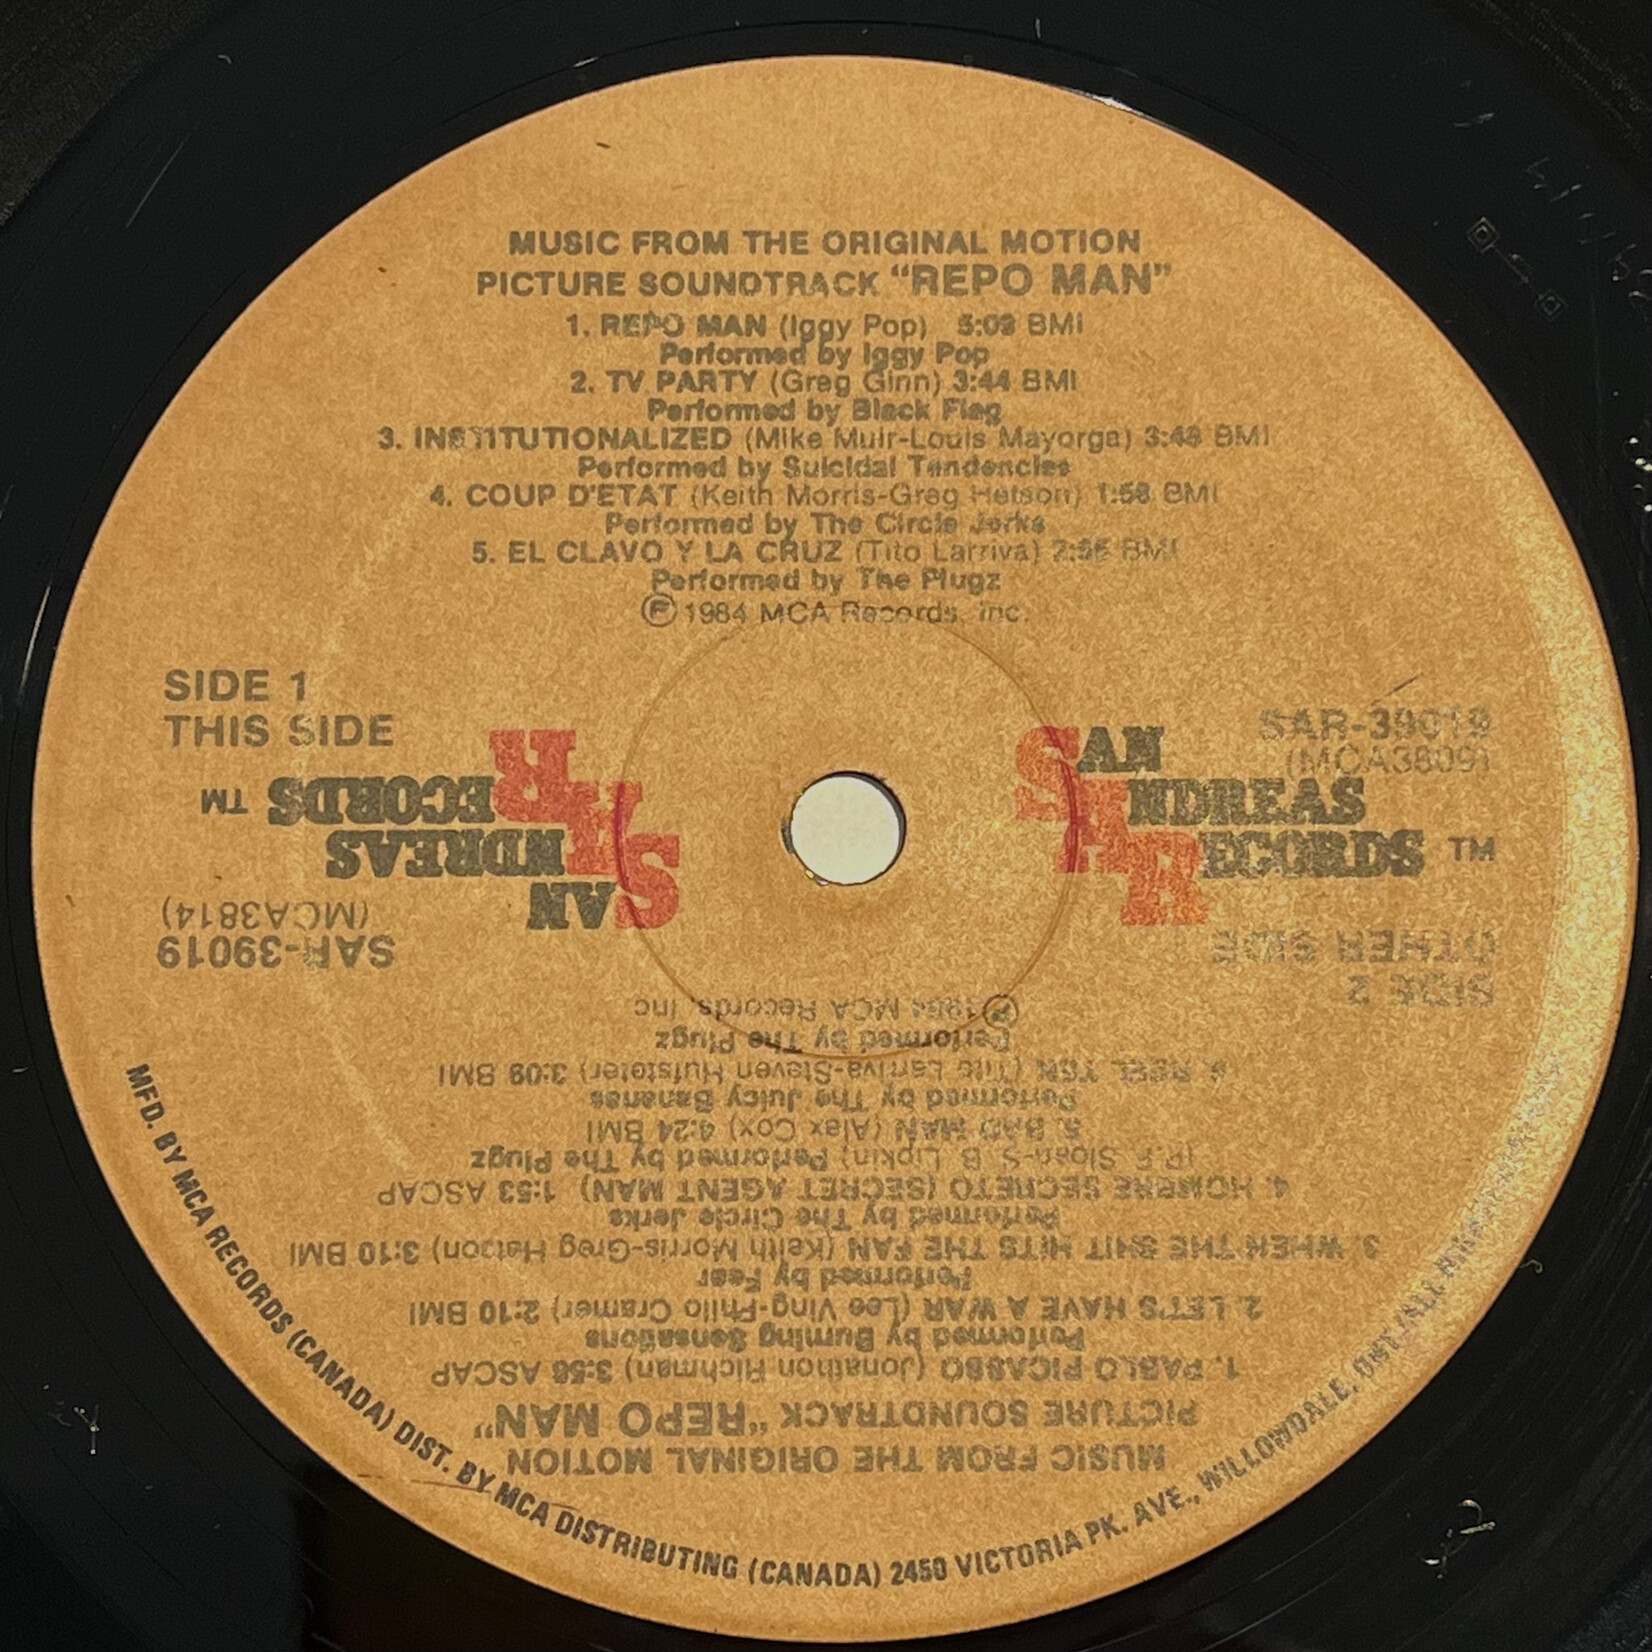 MUSIC FROM THE ORIGINAL MOTION
PICTURE SOUNDTRACK "REPO MAN"
1. REPO MAN (Iggy Pop) 5:09 BMI
Performed by Iggy Pop
2. TV PARTY (Greg Ginn) 3:44 BMI
Performed by Black Flag
3. INSTITUTIONALIZED (Mike Muir-Louis Mayorga) 3:48 BMI
Performed by Suicidal Tendencies
4. COUP D'ETAT (Keith Morris-Greg Hetson) 1:58 BMI
Performed by The Circle Jerks
5. EL CLAVO Y LA CRUZ (Tito Larriva) BMI
Performed by The Plugz
Ⓟ 1984 MCA Records, Inc.
SIDE 1
THIS SIDE
SAR-39019
(MCA3809)
SAN
ANDREAS
RECORDS TM
SIDE 2
OTHER SIDE
SAR-39019
(MCA3814)
SAN
ANDREAS
RECORDS TM
MUSIC FROM THE ORIGINAL MOTION
PICTURE SOUNDTRACK "REPO MAN"
1. PABLO PICASSO (Jonathon Richman) 3:56 ASCAP
Performed by Burning Sensations
2. LET'S HAVE A WAR (Lee Ving-Philo Cramer) 2:10 BMI
Performed by Fear
3. WHEN THE SHIT HITS THE FAN (Keith Morris-Greg Hetson) 3:10 BMI
Performed by The Circle Jerks
4. HOMBRE SECRETO (SECRET AGENT MAN) 1:53 ASCAP
(P.F. Sloan-S. B. Lipkin) Performed by The Plugz
5. BAD MAN (Alex Cox) 4:24 BMI
Performed by The Juicy Bananas
REEL TEN (Tito Larriva-Steven Hufsteter) 3:09 BMI
Performed by The Plugz
Ⓟ 1984 MCA Records, Inc
MFD. BY MCA RECORDS (CANADA) DIST. BY MCA DISTRIBUTING (CANADA) 2450 VICTORIA PK. AVE., WILLOWDALE, ONT./ALL